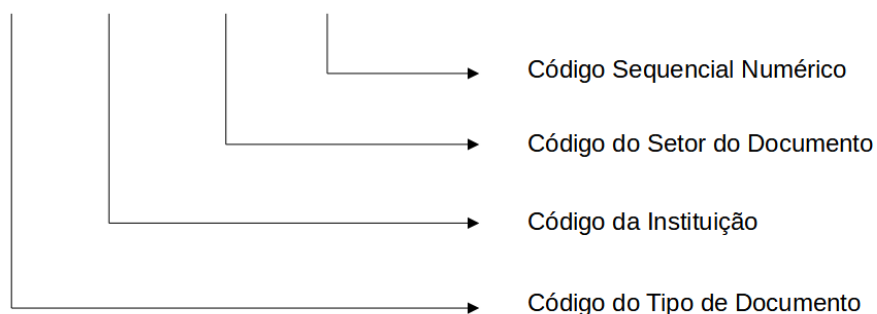 Código Sequencial Numérico
Código do Setor do Documento
Código da Instituição
Código do Tipo de Documento